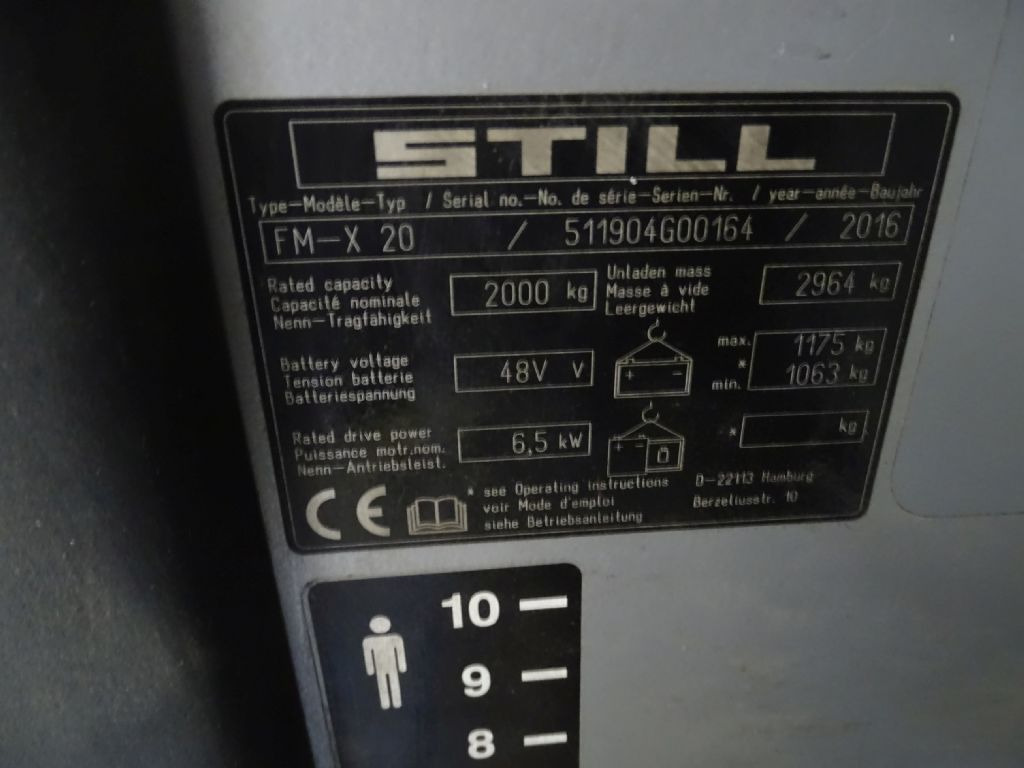 STILL
Type-Modèle-Typ / Serial no.-No. de série-Serien-Nr. / year-année-Baujahr
FM-X 20 / 511904G00164 / 2016
Rated capacity
Capacité nominale
Nenn-Tragfähigkeit
2000 kg
Unladen mass
Masse à vide
Leergewicht
2964 kg
Battery voltage
Tension batterie
Batteriespannung
48V V
+ -
max. 1175 kg
*
min. 1063 kg
Rated drive power
Puissance motr.nom.
Nenn-Antriebsleist.
6,5 kW
+ -
* kg
CE
* see Operating instructions
voir Mode d'emploi
siehe Betriebsanleitung
D-22113 Hamburg
Berzeliusstr. 10
10
9
8